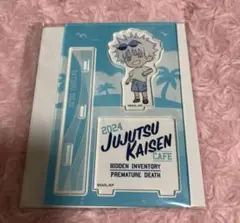 2024
JUJUTSU
KAISEN
CAFE
HIDDEN INVENTORY
PREMATURE DEATH